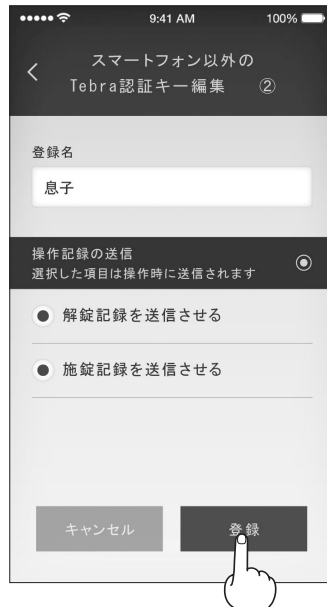 9:41 AM 100%
スマートフォン以外の
Tebra認証キー編集 ②
登録名
息子
操作記録の送信
選択した項目は操作時に送信されます
解錠記録を送信させる
施錠記録を送信させる
キャンセル 登録